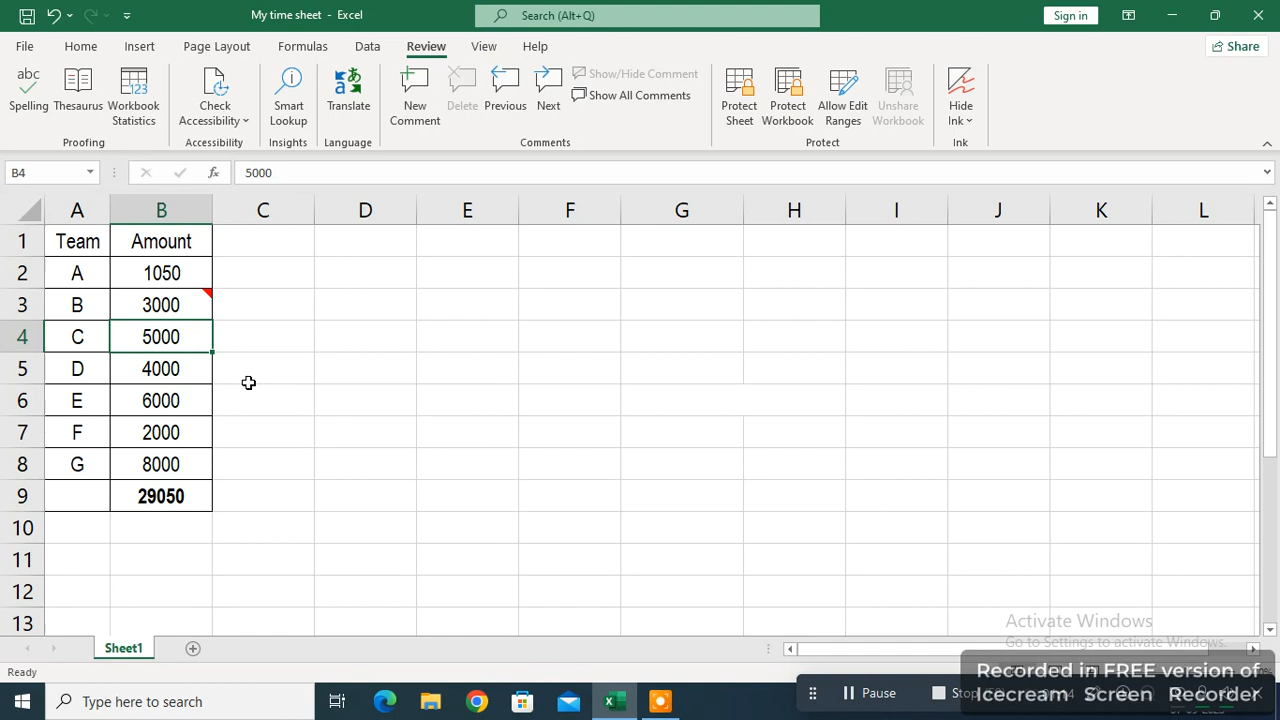 My time sheet - Excel
Search (Alt+Q)
Sign in
File Home Insert Page Layout Formulas Data Review View Help
Share
abc
123
Spelling Thesaurus Workbook Statistics
Check Accessibility
Smart Lookup
Translate
New Comment
Delete
Previous
Next
Show/Hide Comment
Show All Comments
Protect Sheet
Protect Workbook
Allow Edit Ranges
Unshare Workbook
Hide Ink
Proofing Accessibility Insights Language Comments Protect Ink
B4
fx
5000
A B C D E F G H I J K L
1 Team Amount
2 A 1050
3 B 3000
4 C 5000
5 D 4000
6 E 6000
7 F 2000
8 G 8000
9 29050
10
11
12
13
Activate Windows
Go to Settings to activate Windows.
Sheet1
Ready
Recorded in FREE version of
Icecream Screen Recorder
Type here to search
Pause